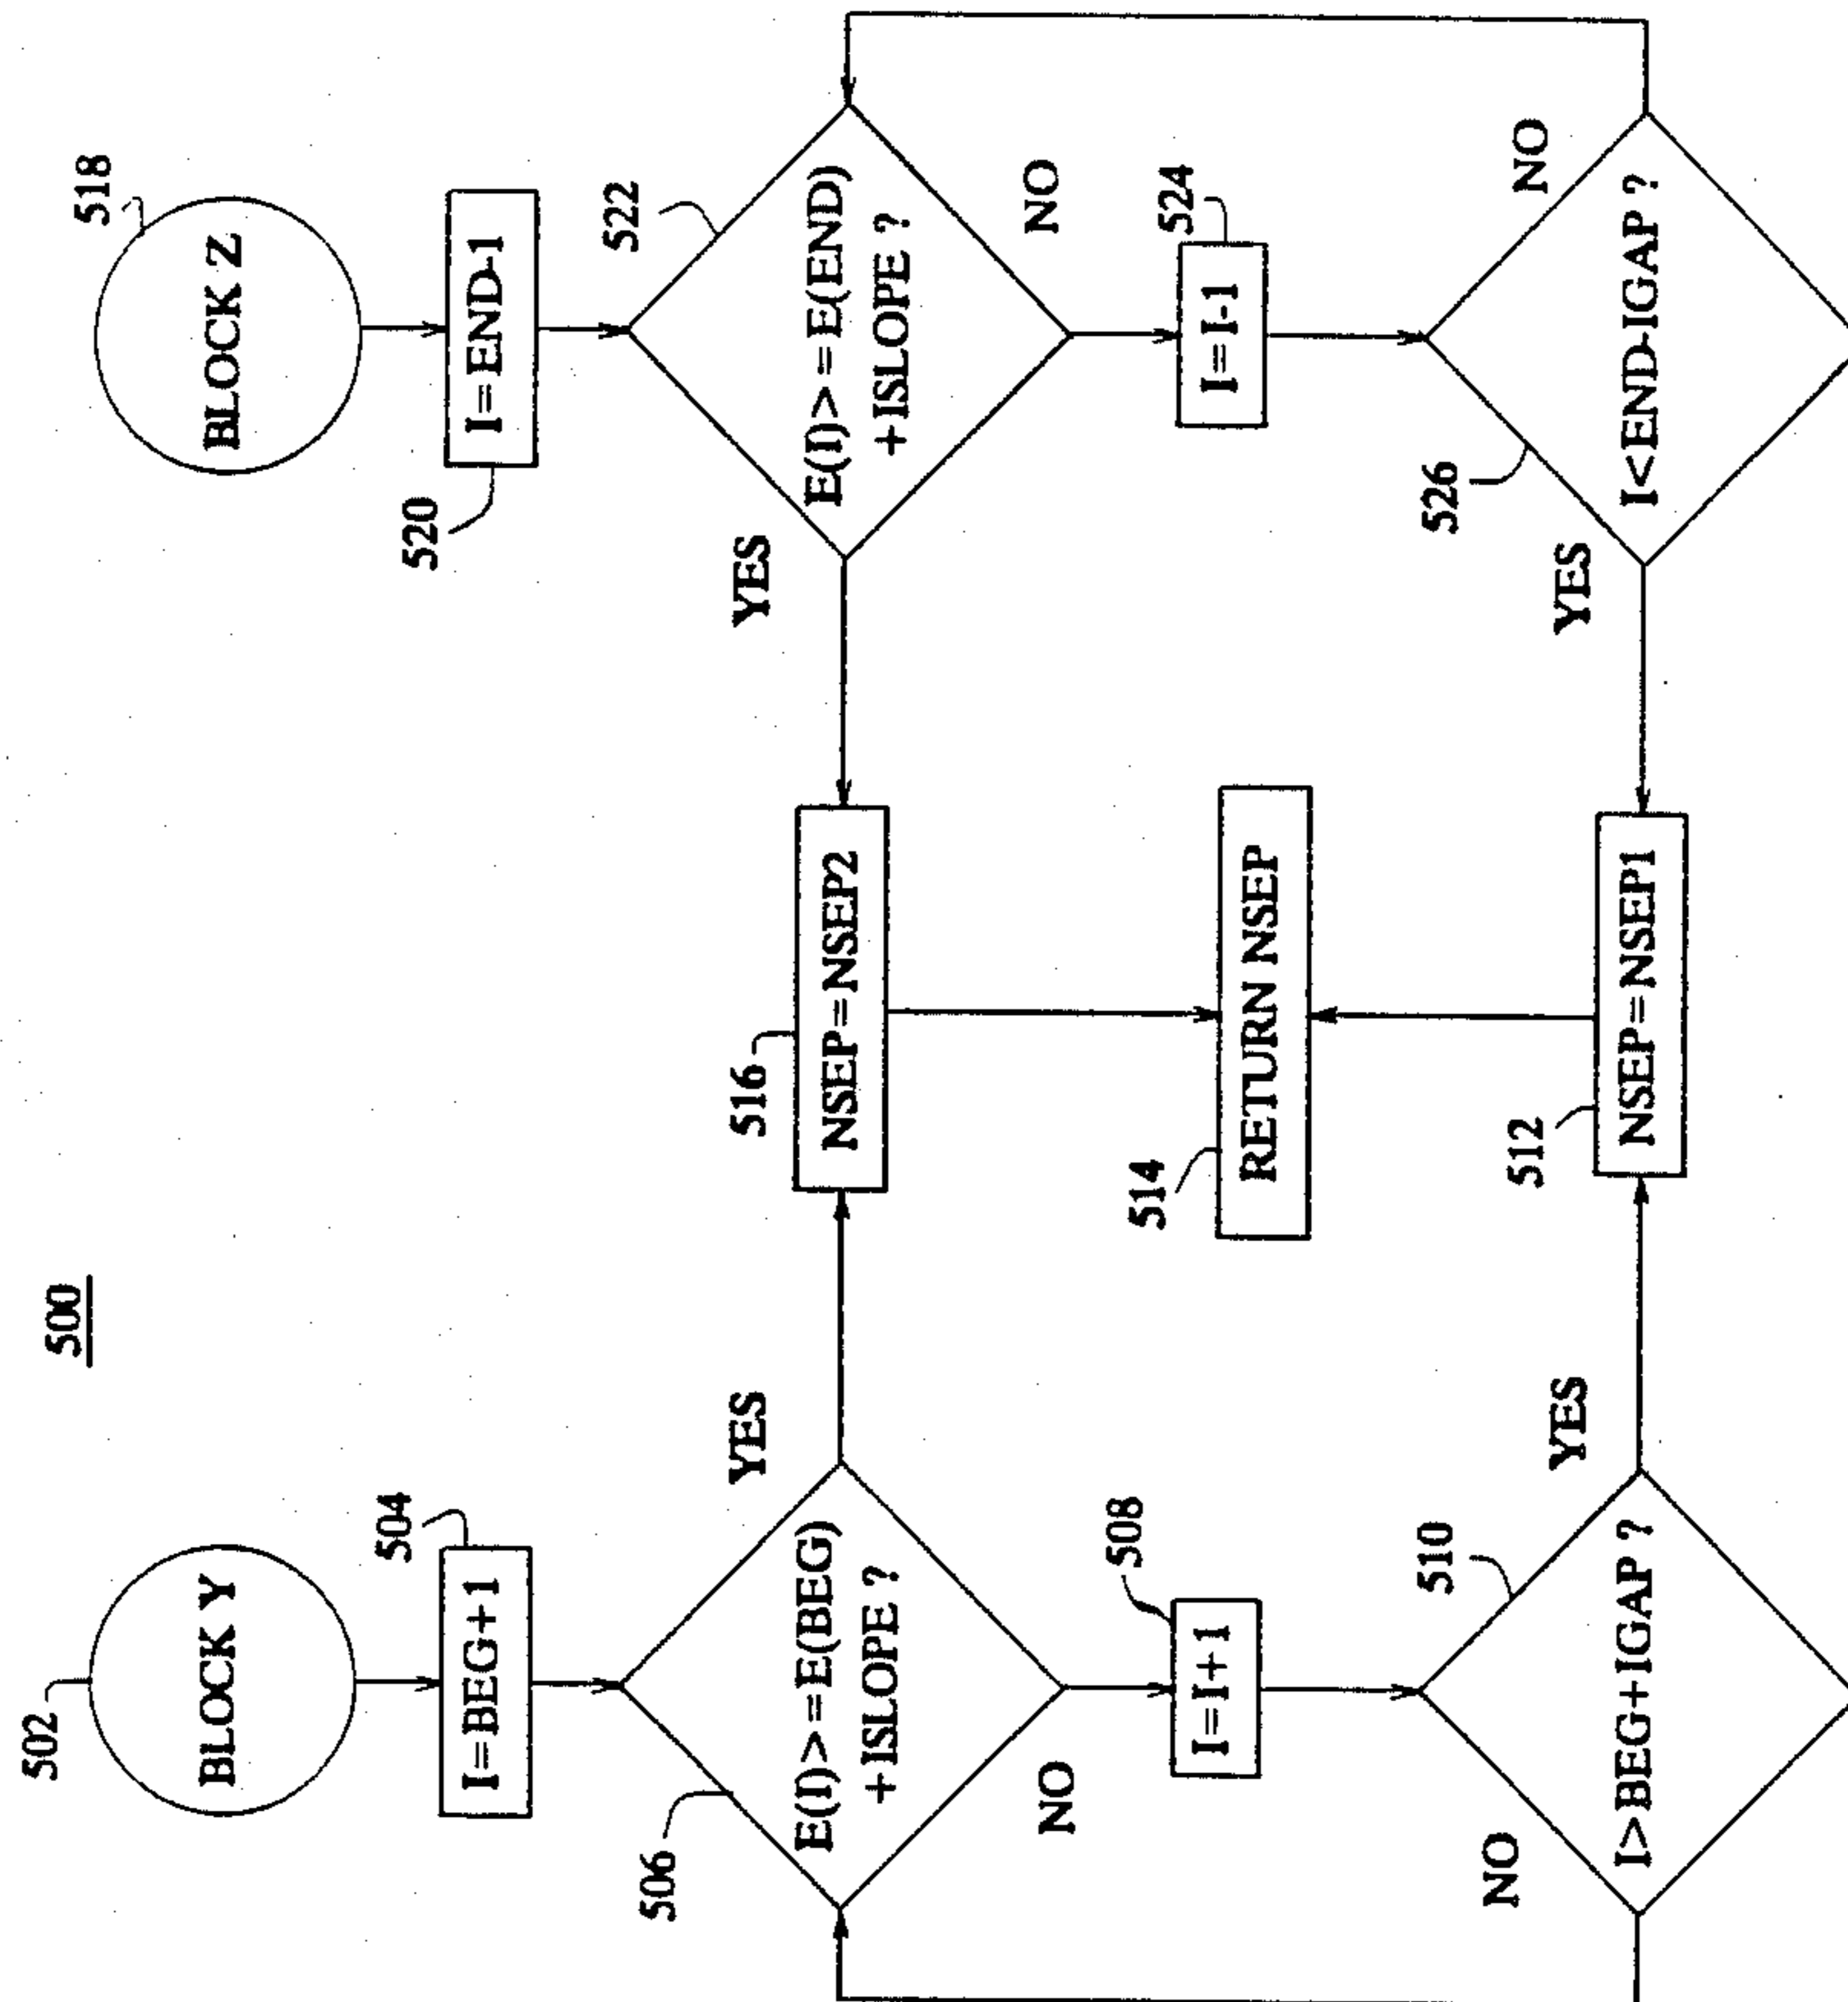 500
502
BLOCK Y
504
I=BEG+1
506
E(I)>=E(BEG)
+ISLOPE ?
YES
NO
508
I=I+1
510
I>BEG+IGAP ?
NO
YES
516
NSEP=NSEP2
514
RETURN NSEP
512
NSEP=NSEP1
518
BLOCK Z
520
I=END-1
522
E(I)>=E(END)
+ISLOPE ?
YES
NO
524
I=I-1
526
I<END-IGAP ?
NO
YES